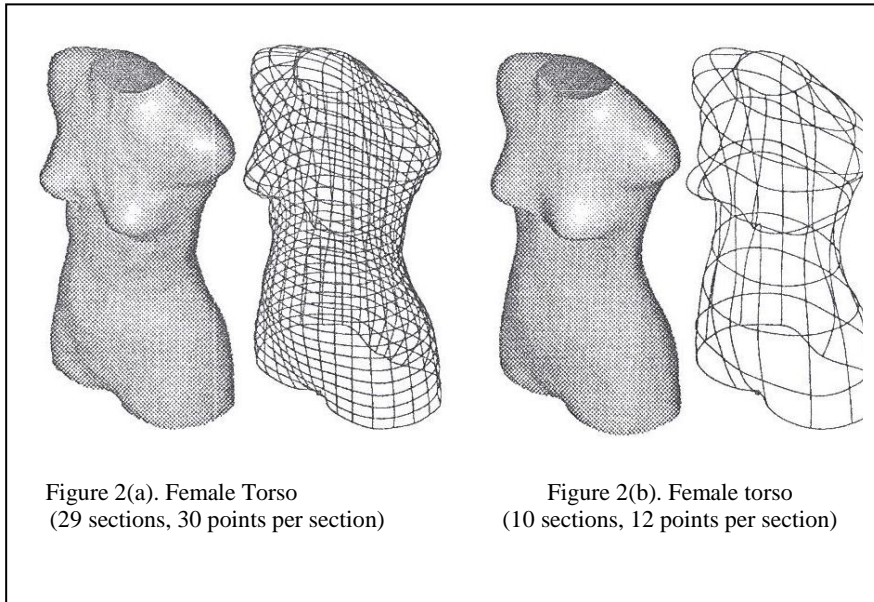 Figure 2(a). Female Torso
(29 sections, 30 points per section)
Figure 2(b). Female torso
(10 sections, 12 points per section)